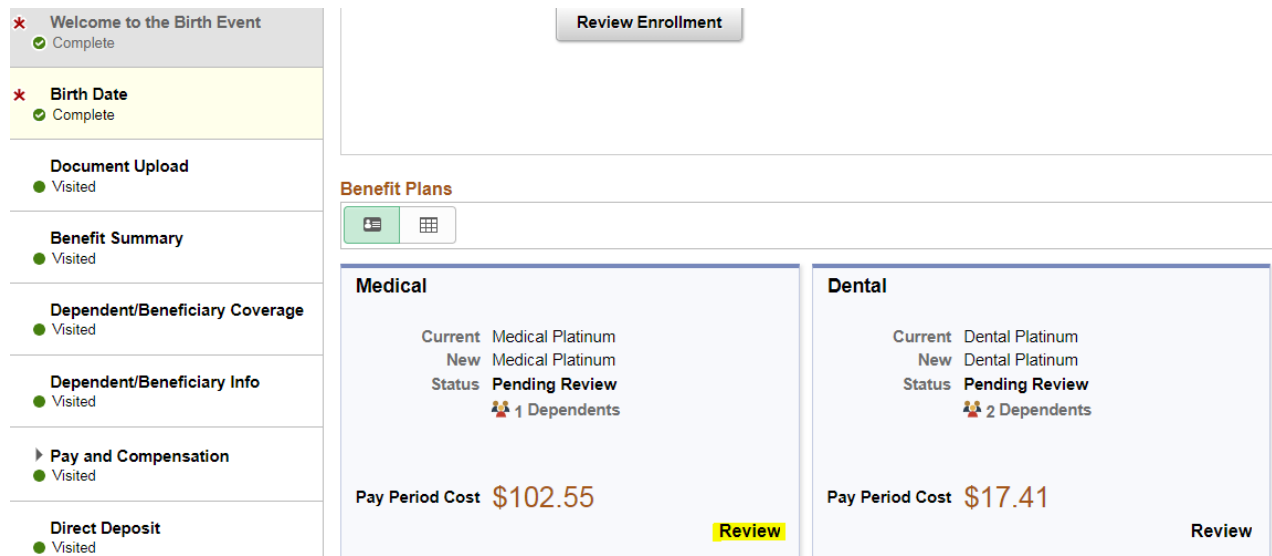 Welcome to the Birth Event
Complete
Birth Date
Complete
Document Upload
Visited
Benefit Summary
Visited
Dependent/Beneficiary Coverage
Visited
Dependent/Beneficiary Info
Visited
Pay and Compensation
Visited
Direct Deposit
Visited
Review Enrollment
Benefit Plans
Medical
Current Medical Platinum
New Medical Platinum
Status Pending Review
1 Dependents
Pay Period Cost $102.55
Review
Dental
Current Dental Platinum
New Dental Platinum
Status Pending Review
2 Dependents
Pay Period Cost $17.41
Review